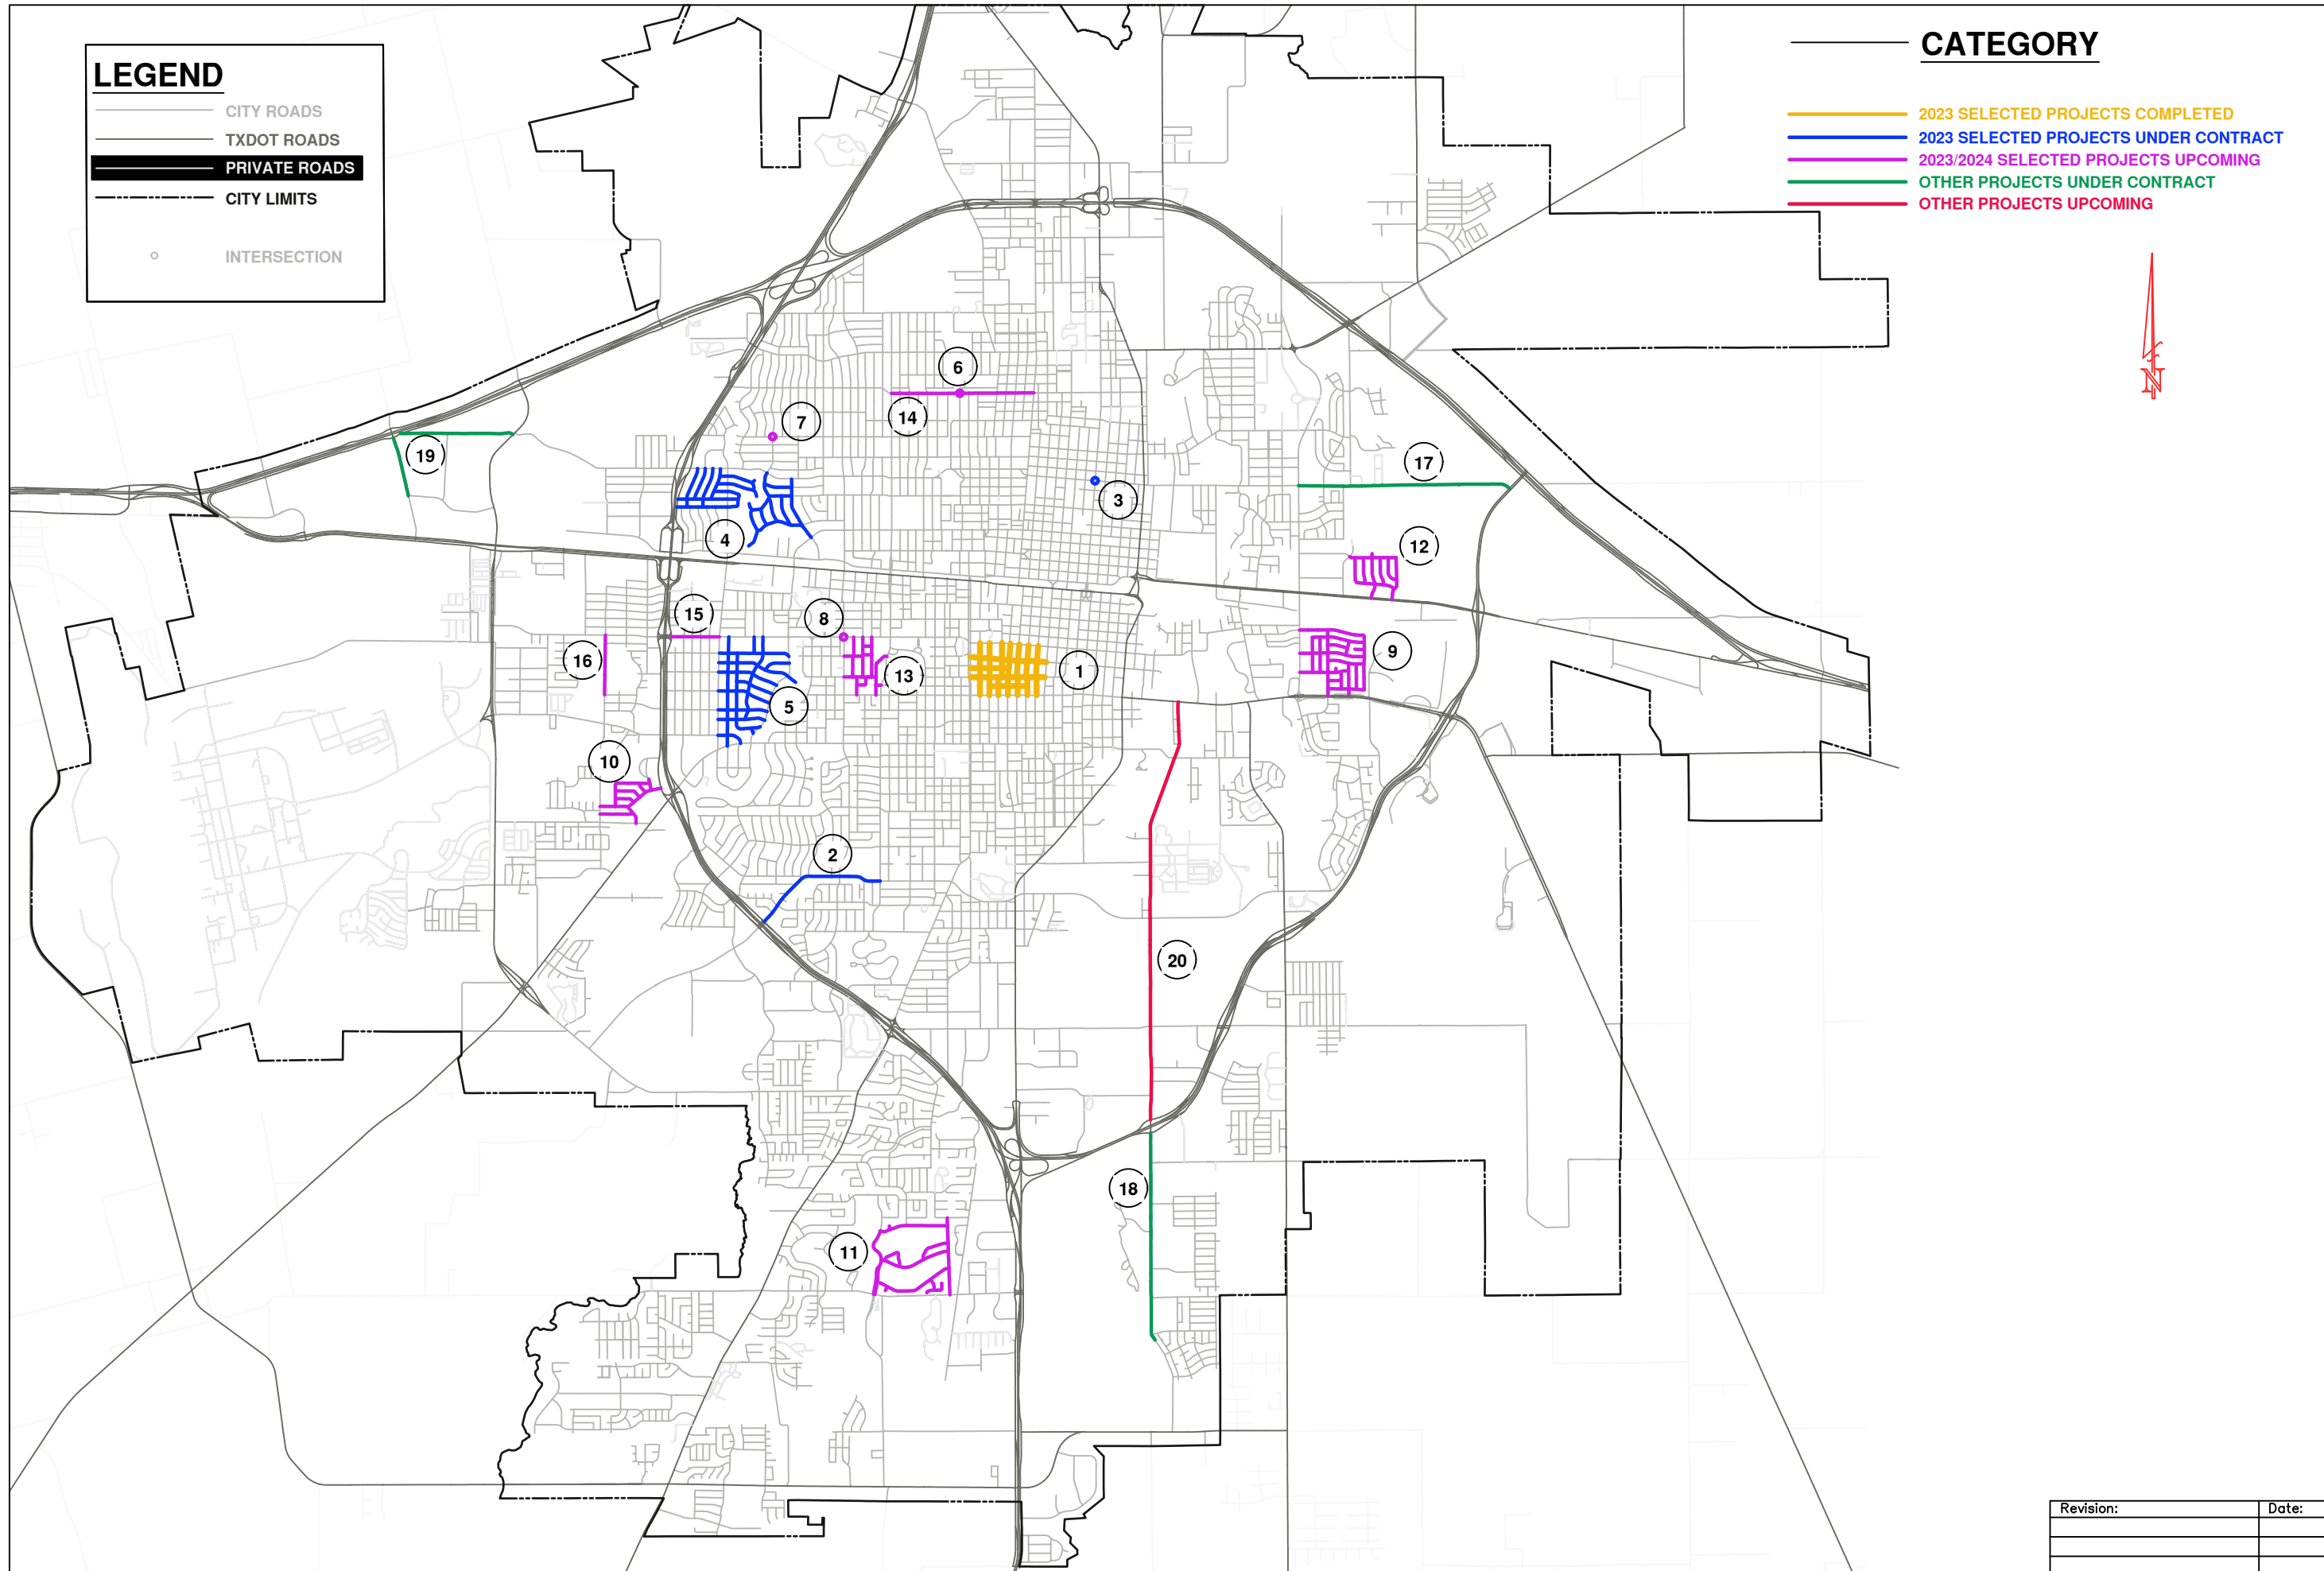 LEGEND
CITY ROADS
TXDOT ROADS
PRIVATE ROADS
CITY LIMITS
INTERSECTION
CATEGORY
2023 SELECTED PROJECTS COMPLETED
2023 SELECTED PROJECTS UNDER CONTRACT
2023/2024 SELECTED PROJECTS UPCOMING
OTHER PROJECTS UNDER CONTRACT
OTHER PROJECTS UPCOMING
N
6
14
7
19
17
3
4
12
15
8
16
13
1
9
5
10
2
20
18
11
Revision: Date: